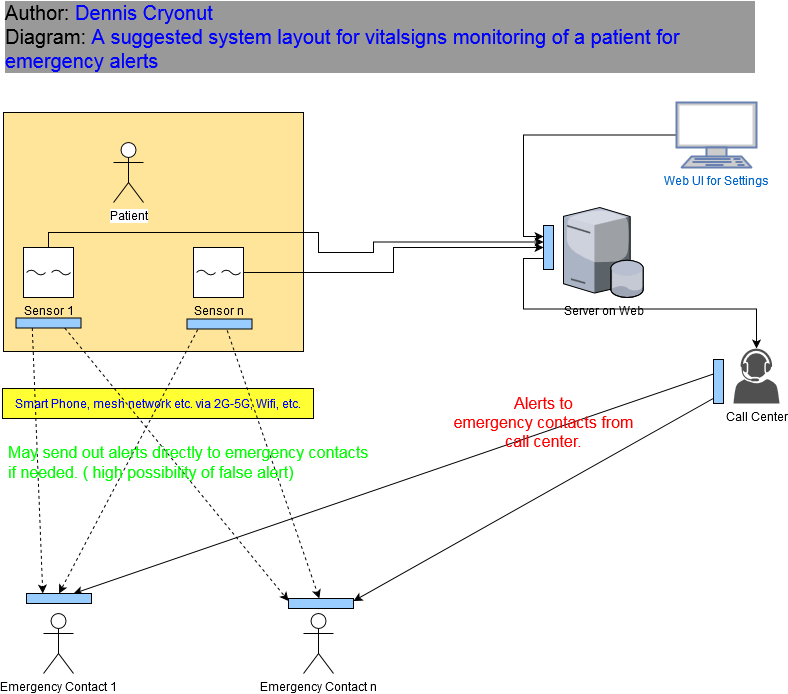 Author: Dennis Cryonut
Diagram: A suggested system layout for vitalsigns monitoring of a patient for
emergency alerts
Web UI for Settings
Patient
Sensor 1
Sensor n
Server on Web
Smart Phone, mesh network etc. via 2G-5G, Wifi, etc.
Alerts to
emergency contacts from
call center.
Call Center
May send out alerts directly to emergency contacts
if needed. ( high possibility of false alert)
Emergency Contact 1
Emergency Contact n